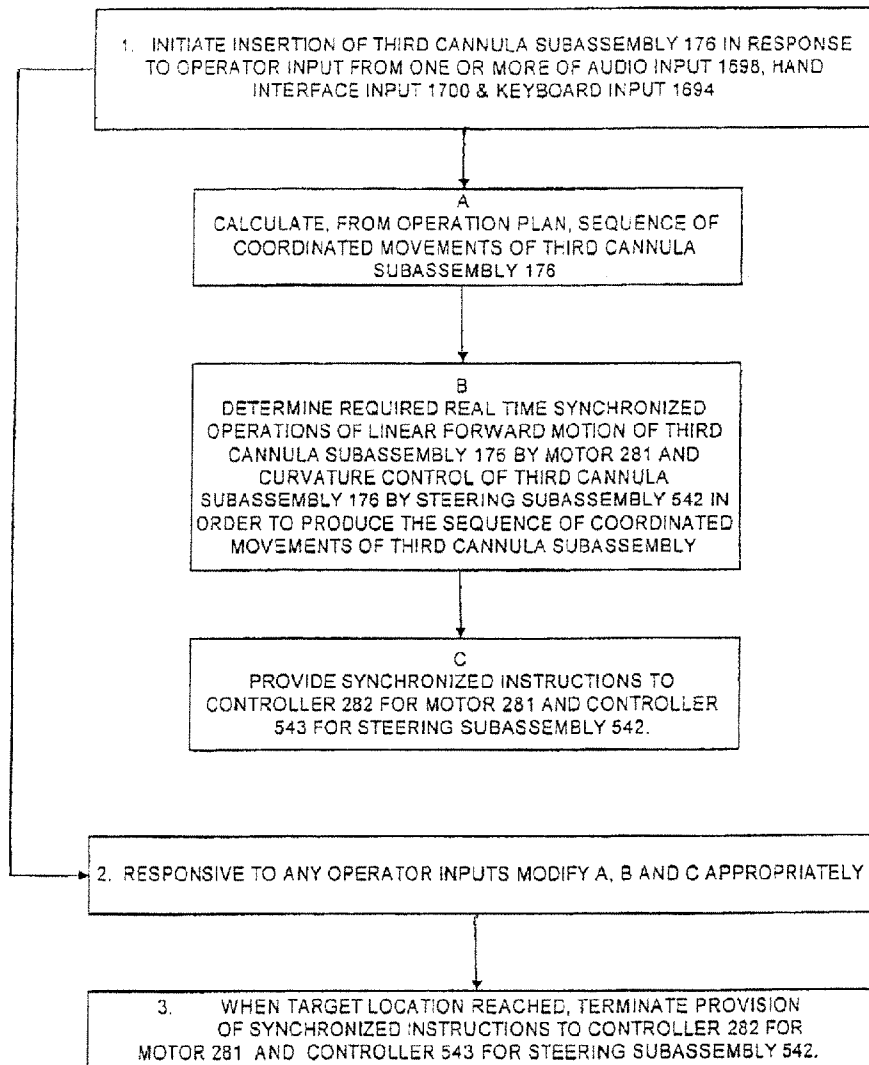 1. INITIATE INSERTION OF THIRD CANNULA SUBASSEMBLY 176 IN RESPONSE
TO OPERATOR INPUT FROM ONE OR MORE OF AUDIO INPUT 1698, HAND
INTERFACE INPUT 1700 & KEYBOARD INPUT 1694
A
CALCULATE, FROM OPERATION PLAN, SEQUENCE OF
COORDINATED MOVEMENTS OF THIRD CANNULA
SUBASSEMBLY 176
B
DETERMINE REQUIRED REAL TIME SYNCHRONIZED
OPERATIONS OF LINEAR FORWARD MOTION OF THIRD
CANNULA SUBASSEMBLY 176 BY MOTOR 281 AND
CURVATURE CONTROL OF THIRD CANNULA
SUBASSEMBLY 176 BY STEERING SUBASSEMBLY 542 IN
ORDER TO PRODUCE THE SEQUENCE OF COORDINATED
MOVEMENTS OF THIRD CANNULA SUBASSEMBLY
C
PROVIDE SYNCHRONIZED INSTRUCTIONS TO
CONTROLLER 282 FOR MOTOR 281 AND CONTROLLER
543 FOR STEERING SUBASSEMBLY 542.
2. RESPONSIVE TO ANY OPERATOR INPUTS MODIFY A, B AND C APPROPRIATELY
3. WHEN TARGET LOCATION REACHED, TERMINATE PROVISION
OF SYNCHRONIZED INSTRUCTIONS TO CONTROLLER 282 FOR
MOTOR 281 AND CONTROLLER 543 FOR STEERING SUBASSEMBLY 542.